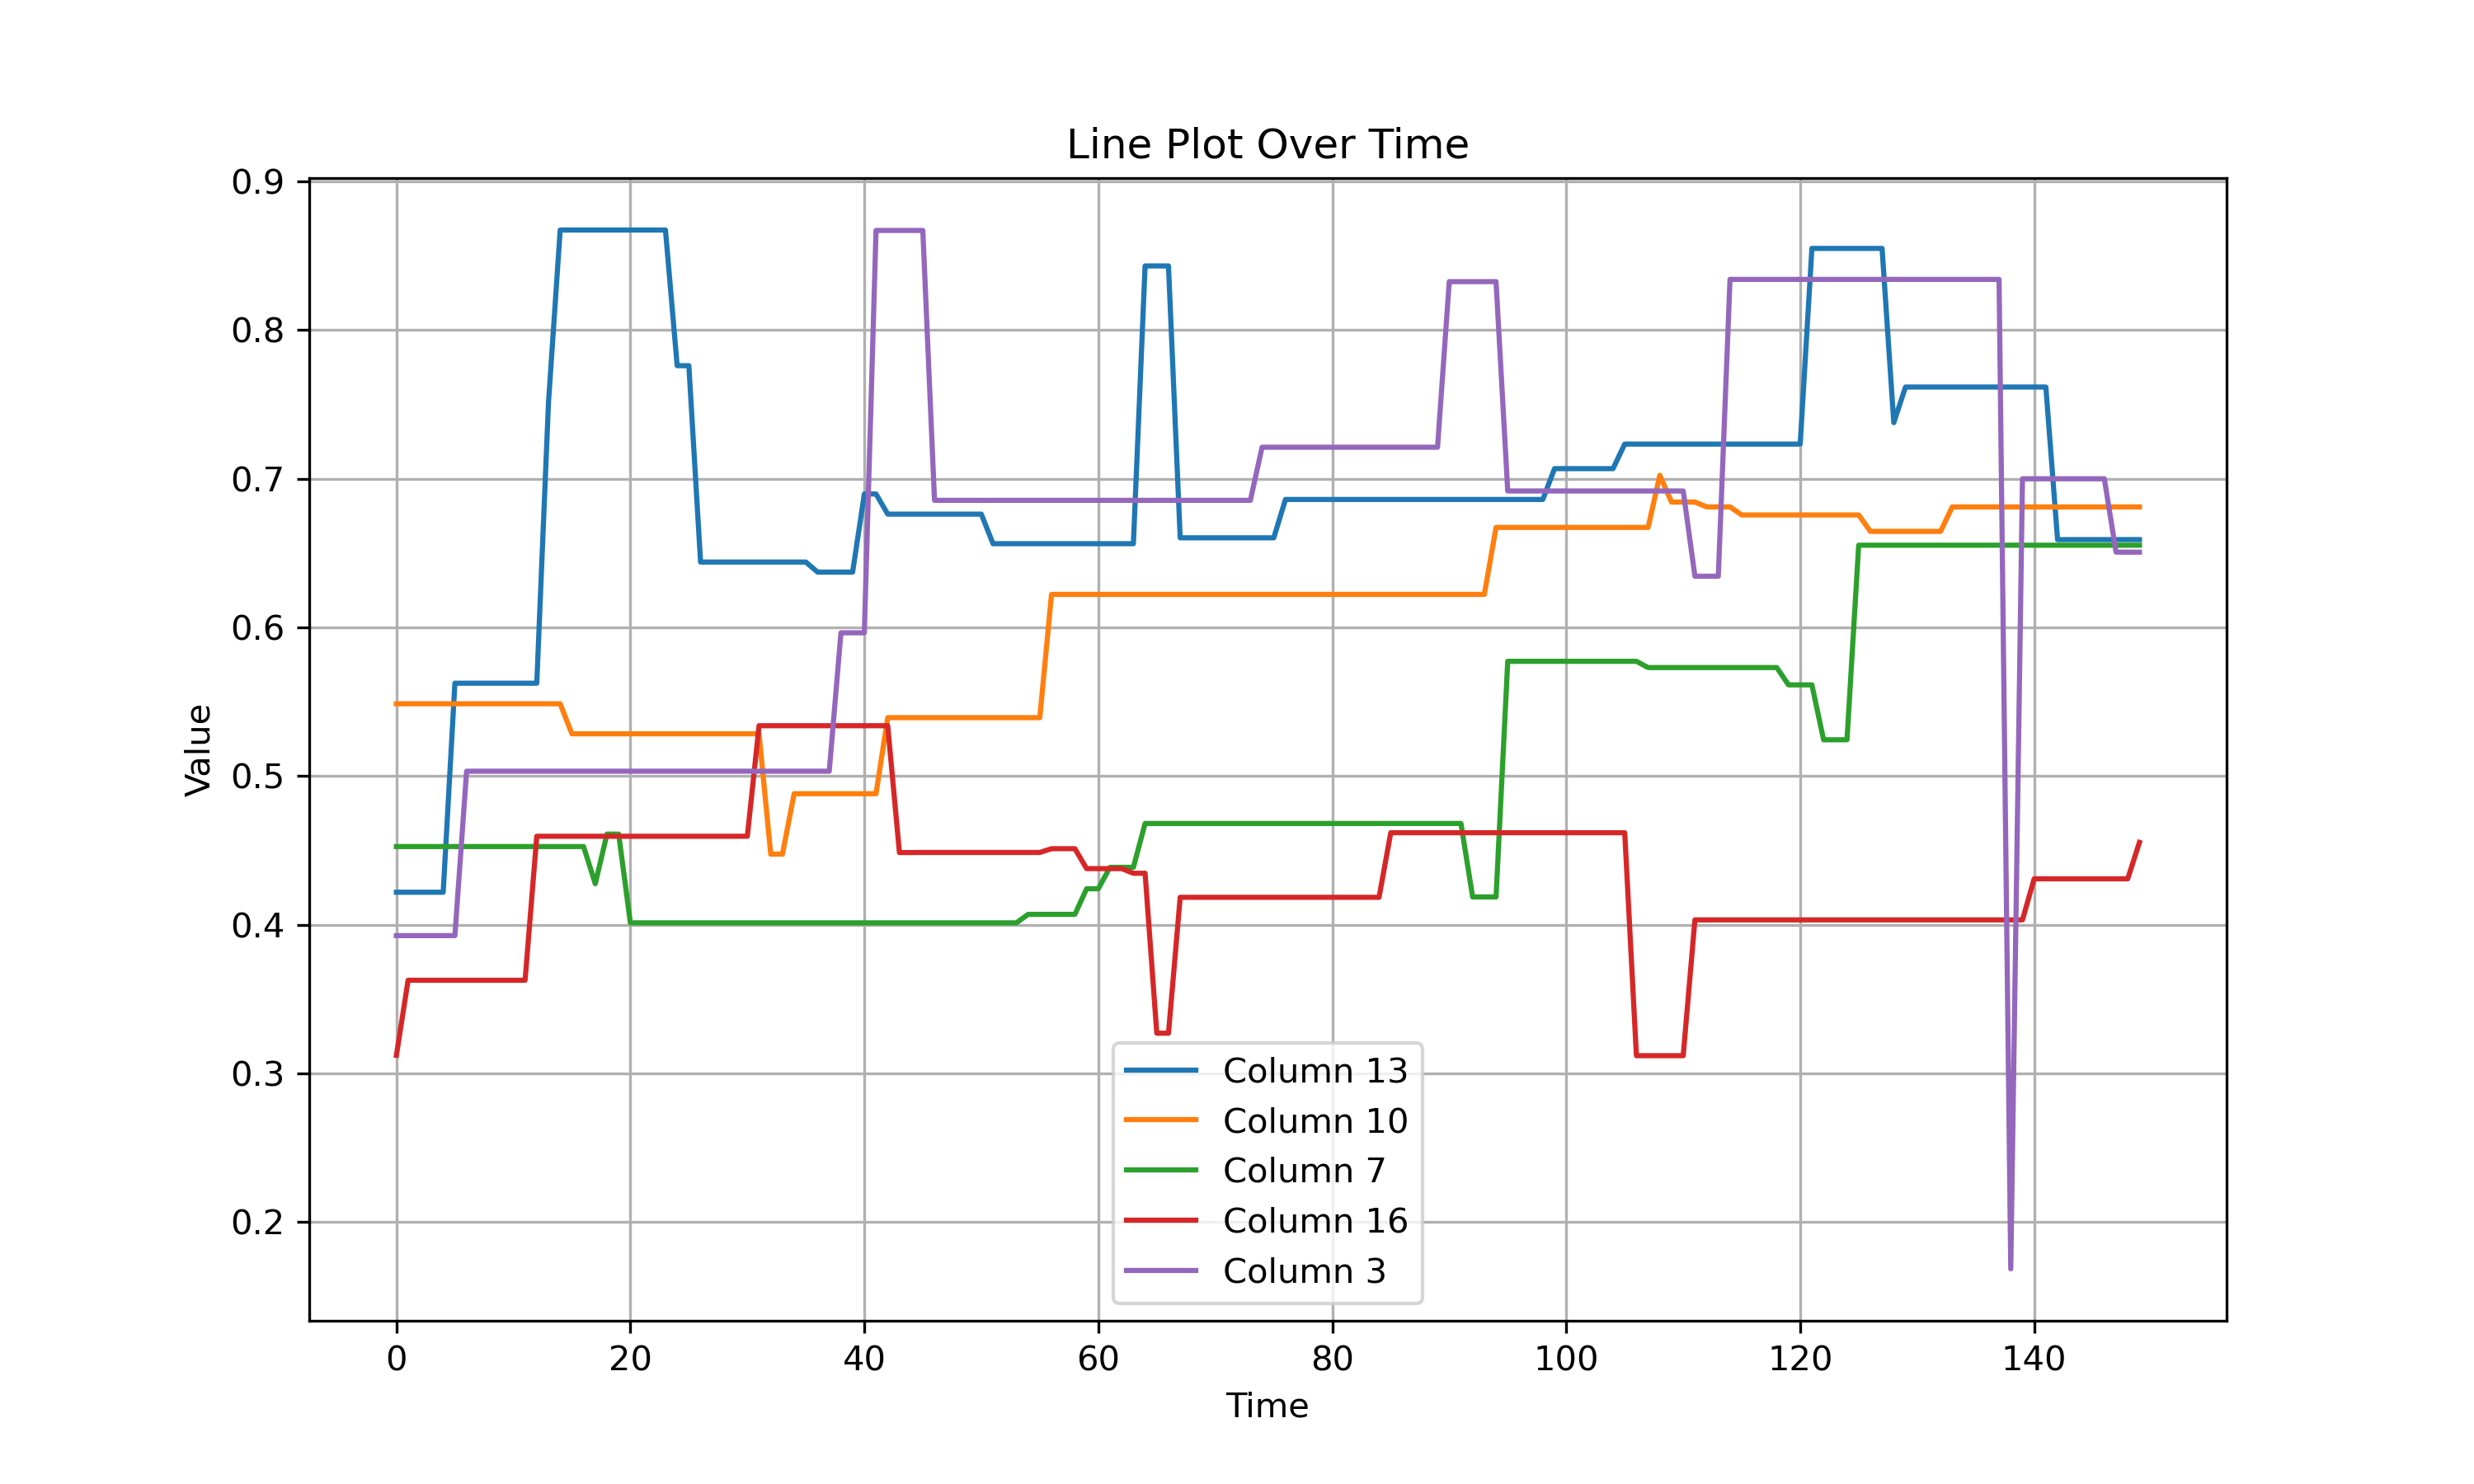 Line Plot Over Time
0.9
0.8
0.7
0.6
0.5
0.4
0.3
0.2
Value
Column 13
Column 10
Column 7
Column 16
Column 3
0 20 40 60 80 100 120 140
Time